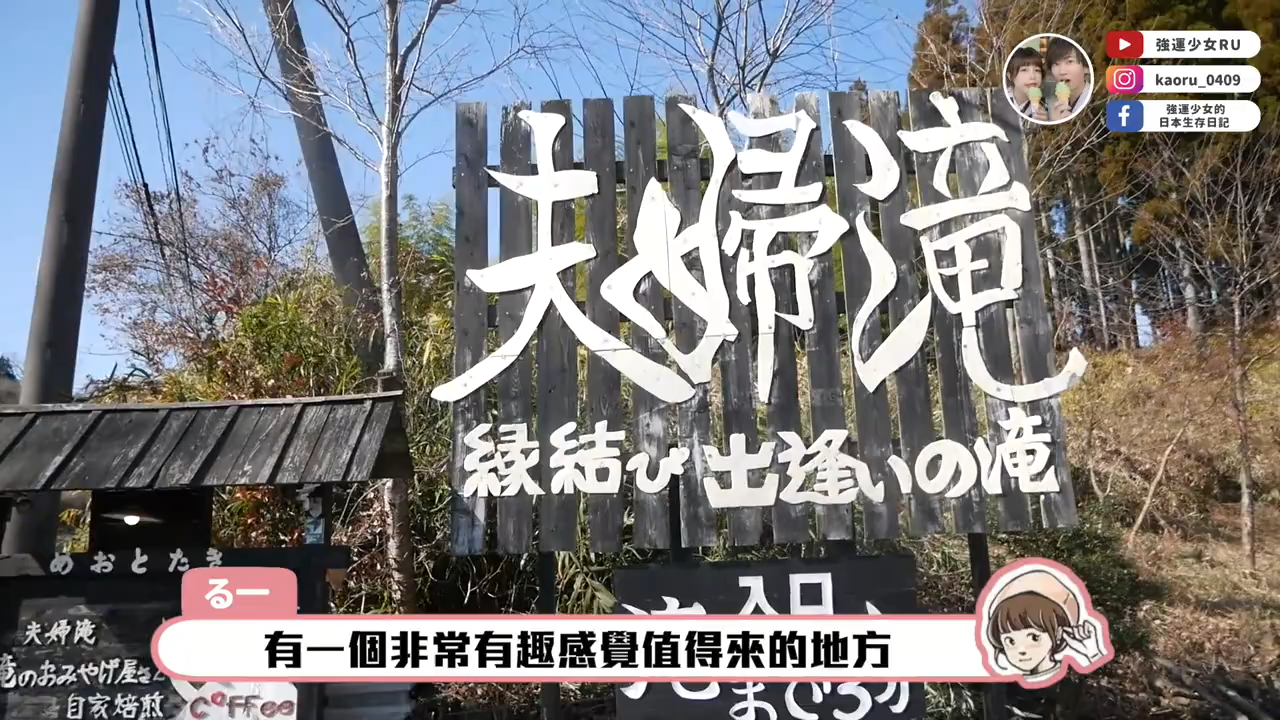 強運少女RU
kaoru_0409
強運少女的
日本生存日記
夫婦滝
縁結び出逢いの滝
めおとたき
夫婦滝
滝のおみやげ屋さん
自家焙煎
Coffee
入口
滝
るー
有一個非常有趣感覺值得來的地方